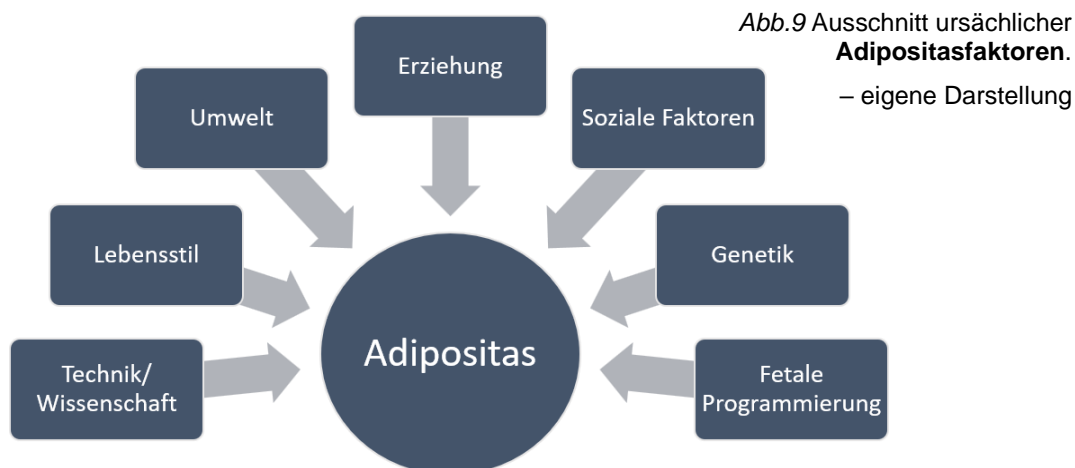 Abb.9 Ausschnitt ursächlicher
Adipositasfaktoren.
– eigene Darstellung
Erziehung
Umwelt
Soziale Faktoren
Lebensstil
Genetik
Adipositas
Technik/
Wissenschaft
Fetale
Programmierung